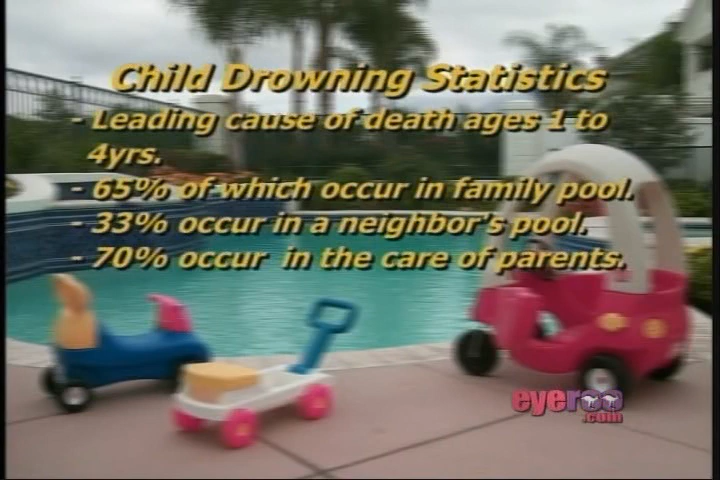 Child Drowning Statistics
- Leading cause of death ages 1 to
4yrs.
- 65% of which occur in family pool.
- 33% occur in a neighbor's pool.
- 70% occur  in the care of parents.
eyeroo
.com